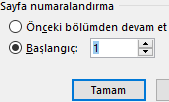 Sayfa numaralandırma
Önceki bölümden devam et
Başlangıç: 1
Tamam